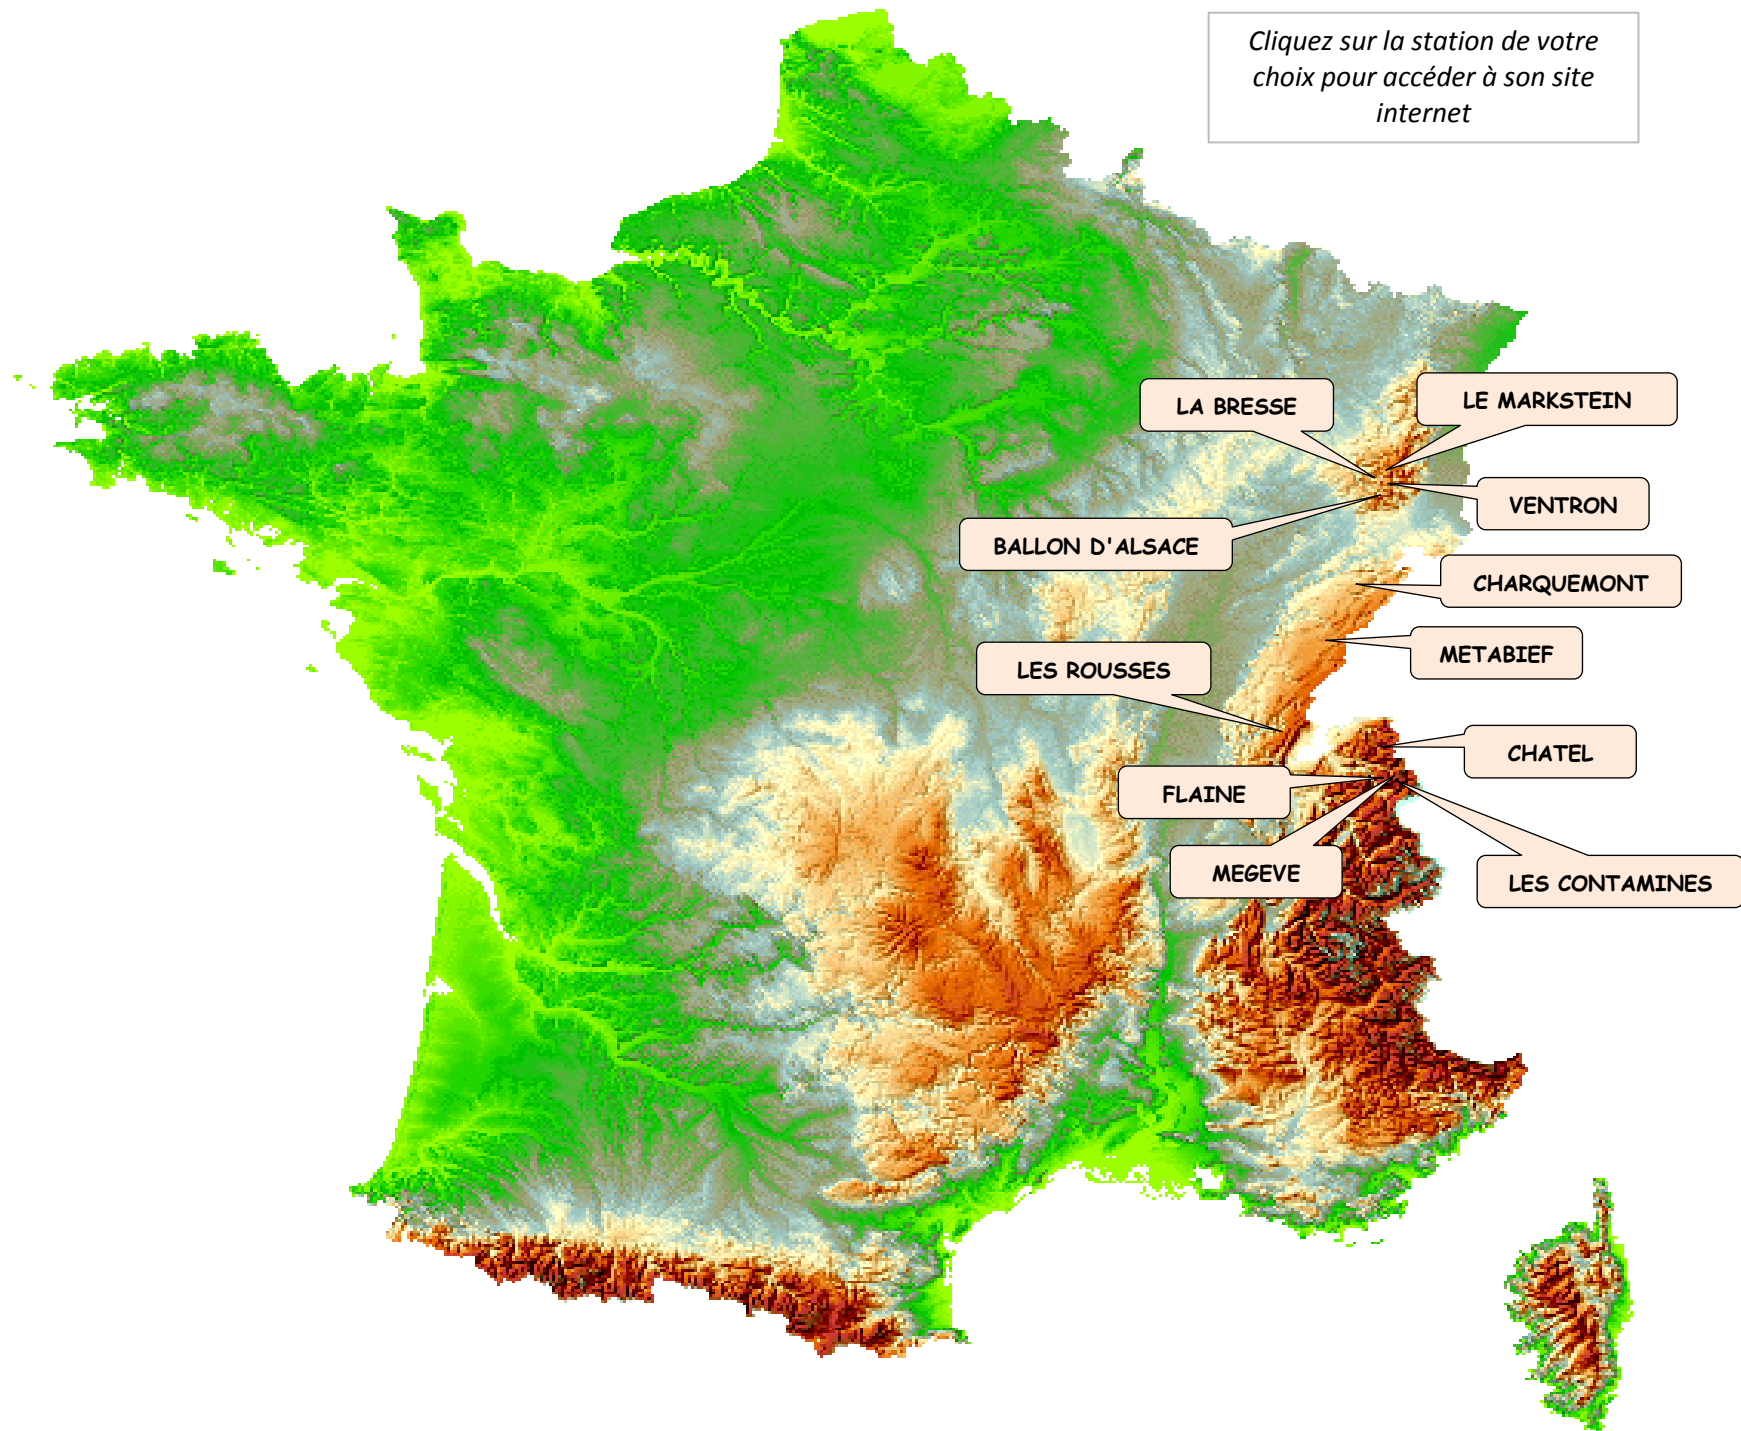 Cliquez sur la station de votre
choix pour accéder à son site
internet
LA BRESSE
LE MARKSTEIN
VENTRON
BALLON D'ALSACE
CHARQUEMONT
METABIEF
LES ROUSSES
CHATEL
FLAINE
MEGEVE
LES CONTAMINES